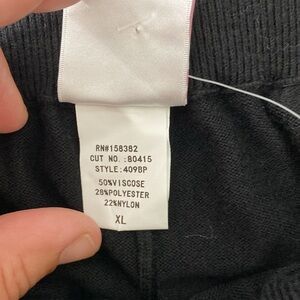 RN#158382
CUT NO. :80415
STYLE:409BP
50%VISCOSE
28%POLYESTER
22%NYLON
XL